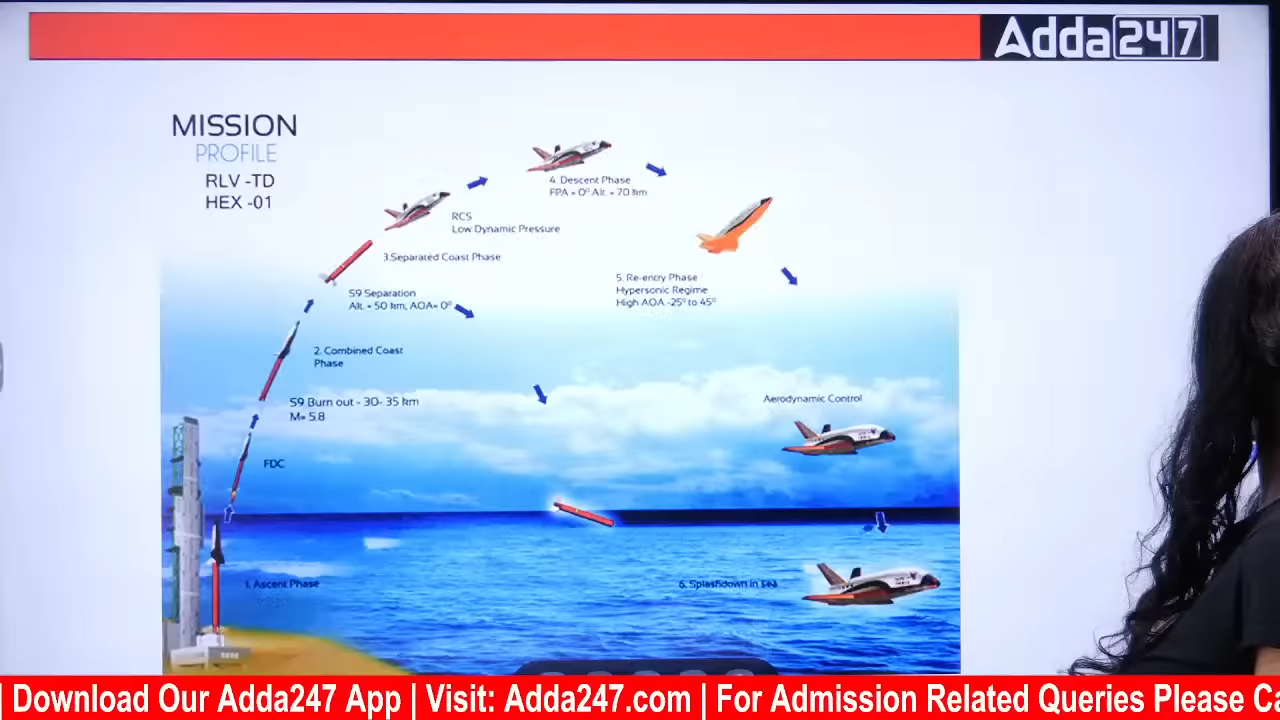 Adda247
MISSION
PROFILE
RLV -TD
HEX -01
4. Descent Phase
FPA = 0° Alt. = 70 km
RCS
Low Dynamic Pressure
3.Separated Coast Phase
S9 Separation
Alt. = 50 km, AOA= 0°
5. Re-entry Phase
Hypersonic Regime
High AOA -25° to 45°
2. Combined Coast
Phase
S9 Burn out - 30- 35 km
M= 5.8
Aerodynamic Control
FDC
1. Ascent Phase
6. Splashdown in sea
| Download Our Adda247 App | Visit: Adda247.com | For Admission Related Queries Please Ca